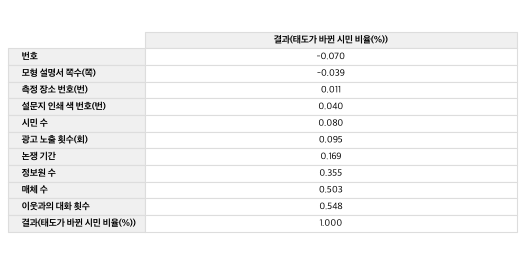 결과(태도가 바뀐 시민 비율(%))
번호 -0.070
모형 설명서 쪽수(쪽) -0.039
측정 장소 번호(번) 0.011
설문지 인쇄 색 번호(번) 0.040
시민 수 0.080
광고 노출 횟수(회) 0.095
논쟁 기간 0.169
정보원 수 0.355
매체 수 0.503
이웃과의 대화 횟수 0.548
결과(태도가 바뀐 시민 비율(%)) 1.000